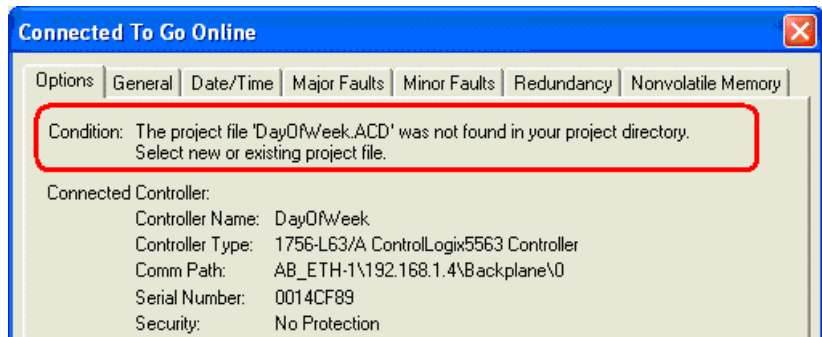 Connected To Go Online
Options General Date/Time Major Faults Minor Faults Redundancy Nonvolatile Memory
Condition: The project file 'DayOfWeek.ACD' was not found in your project directory.
Select new or existing project file.
Connected Controller:
Controller Name: DayOfWeek
Controller Type: 1756-L63/A ControlLogix5563 Controller
Comm Path: AB_ETH-1\192.168.1.4\Backplane\0
Serial Number: 0014CF89
Security: No Protection